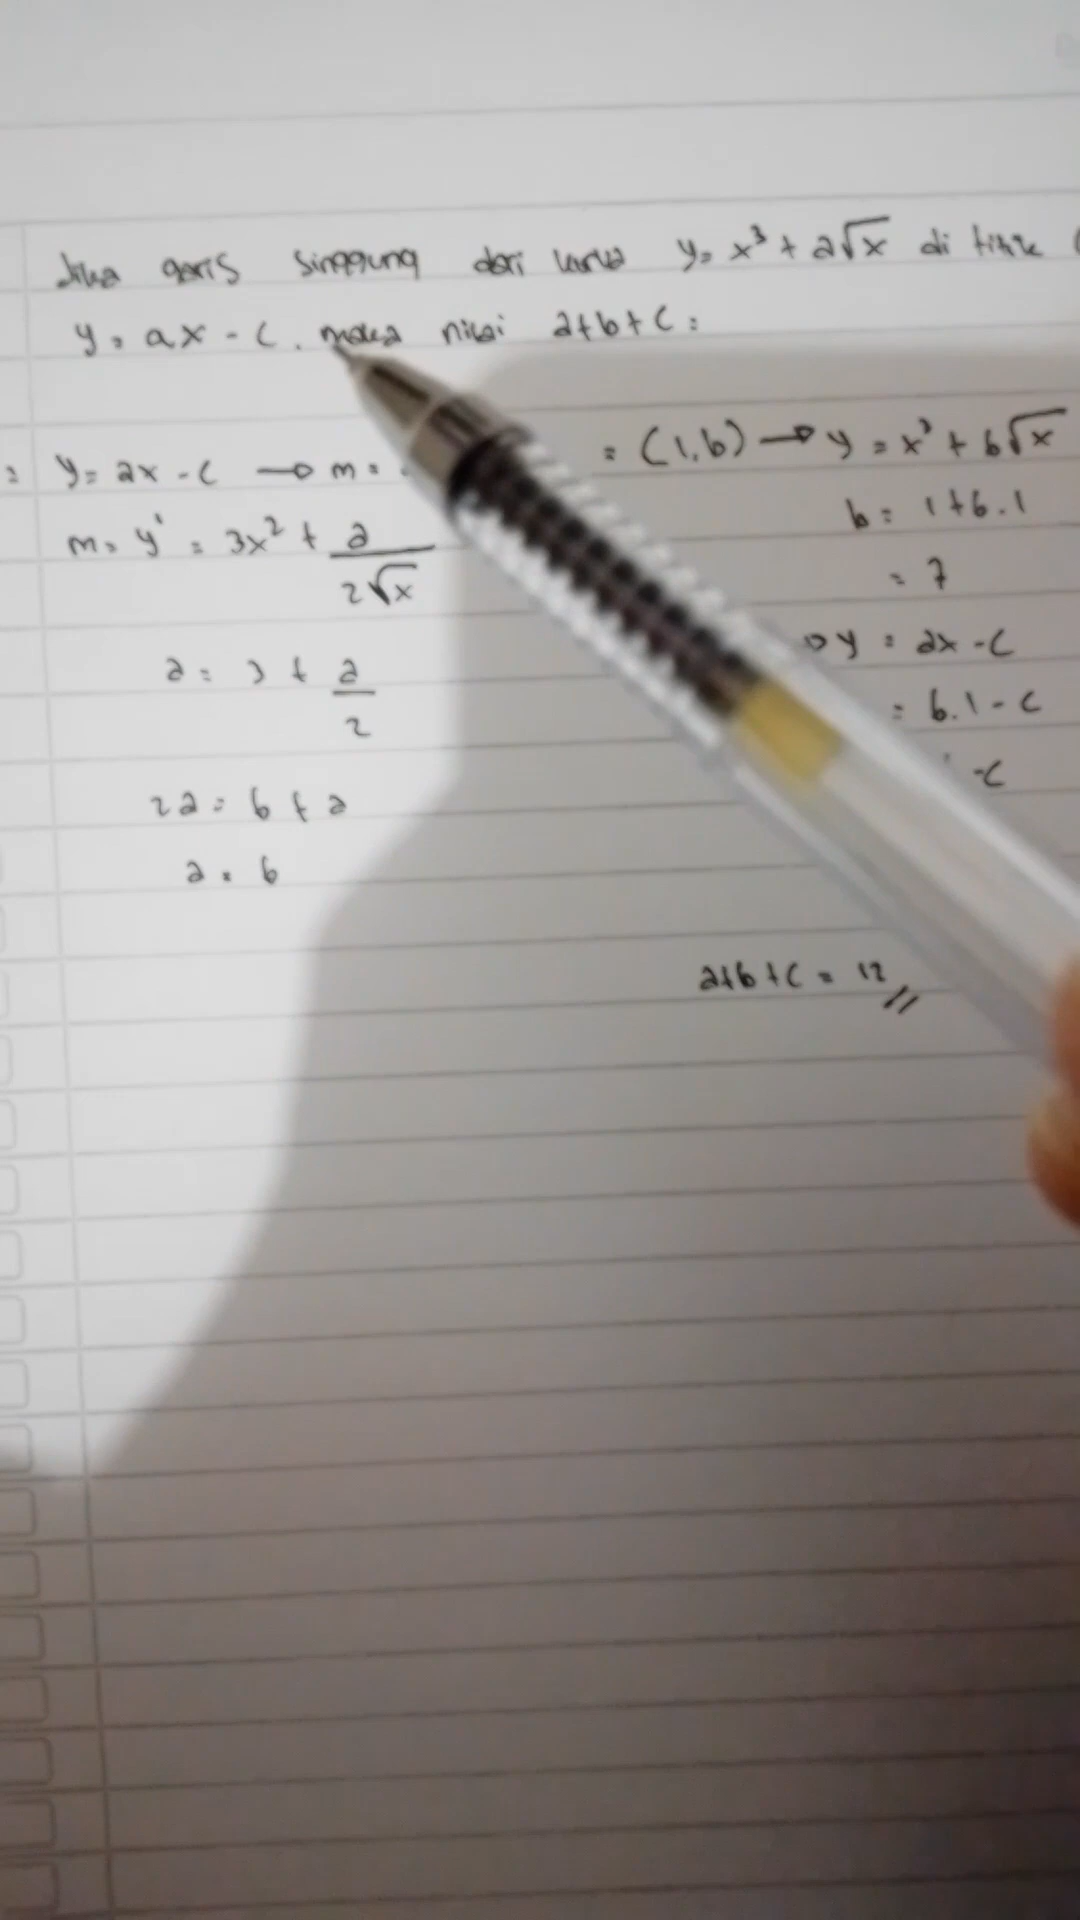 Jika garis singgung dari kurva y = x³ + a√x di titik (
y = ax - c. maka nilai a+b+c =
= y = ax - c → m =
m = y' = 3x² + a / 2√x
a = 3 + a / 2
2a = 6 + a
a = 6
= (1,b) → y = x³ + 6√x
b = 1+6.1
= 7
y = ax - c
= 6.1 - c
-c
a+b+c = 12